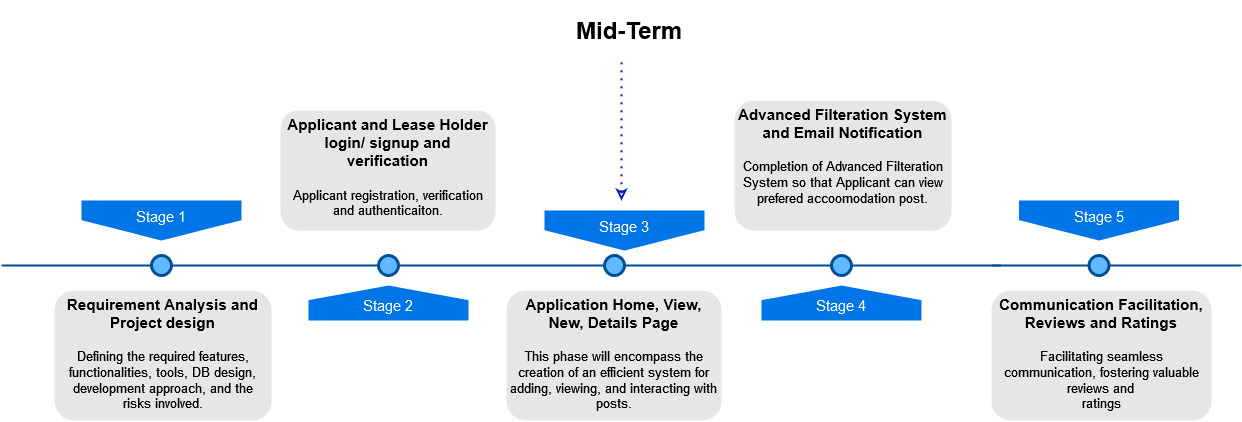 Mid-Term
Stage 1
Requirement Analysis and
Project design
Defining the required features,
functionalities, tools, DB design,
development approach, and the
risks involved.
Applicant and Lease Holder
login/ signup and
verification
Applicant registration, verification
and authenticaiton.
Stage 2
Stage 3
Application Home, View,
New, Details Page
This phase will encompass the
creation of an efficient system for
adding, viewing, and interacting with
posts.
Advanced Filteration System
and Email Notification
Completion of Advanced Filteration
System so that Applicant can view
prefered accoomodation post.
Stage 4
Stage 5
Communication Facilitation,
Reviews and Ratings
Facilitating seamless
communication, fostering valuable
reviews and
ratings